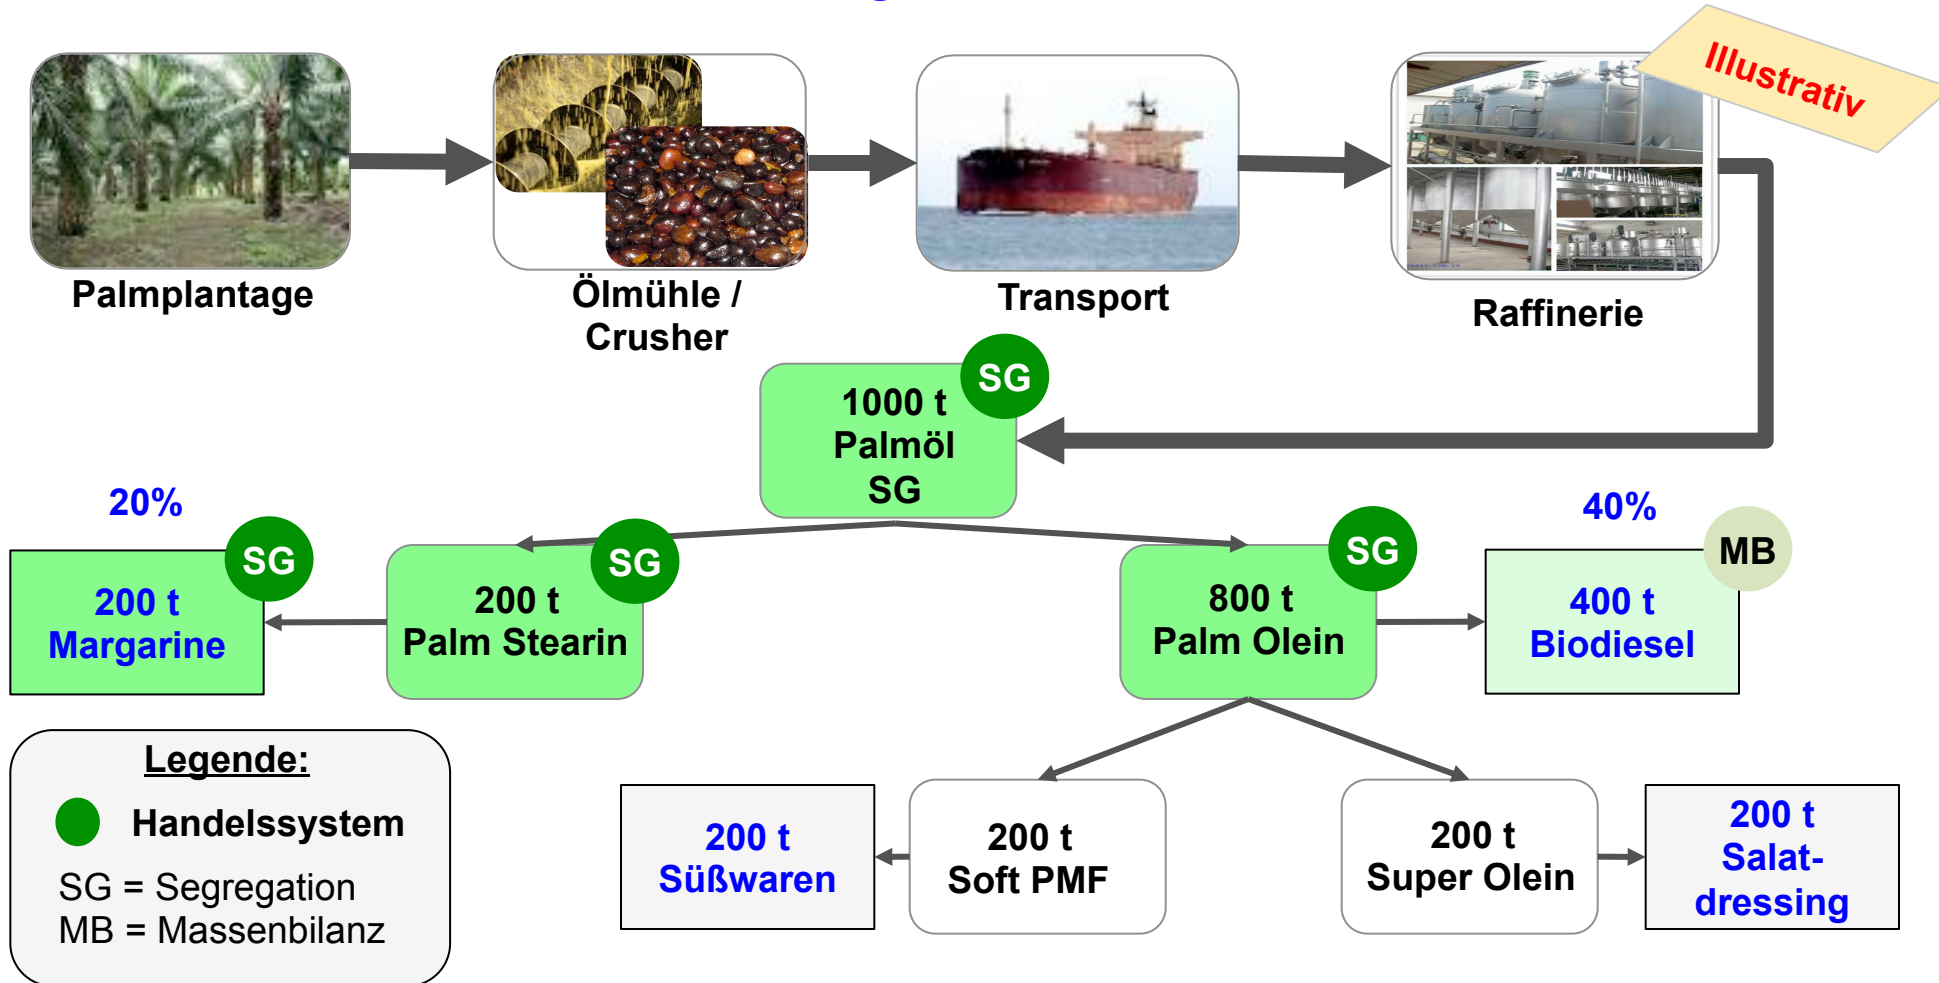 Illustrativ
Palmplantage
Ölmühle /
Crusher
Transport
Raffinerie
SG
1000 t
Palmöl
SG
20%
SG
200 t
Margarine
SG
200 t
Palm Stearin
SG
800 t
Palm Olein
40%
MB
400 t
Biodiesel
Legende:
Handelssystem
SG = Segregation
MB = Massenbilanz
200 t
Süßwaren
200 t
Soft PMF
200 t
Super Olein
200 t
Salat-
dressing